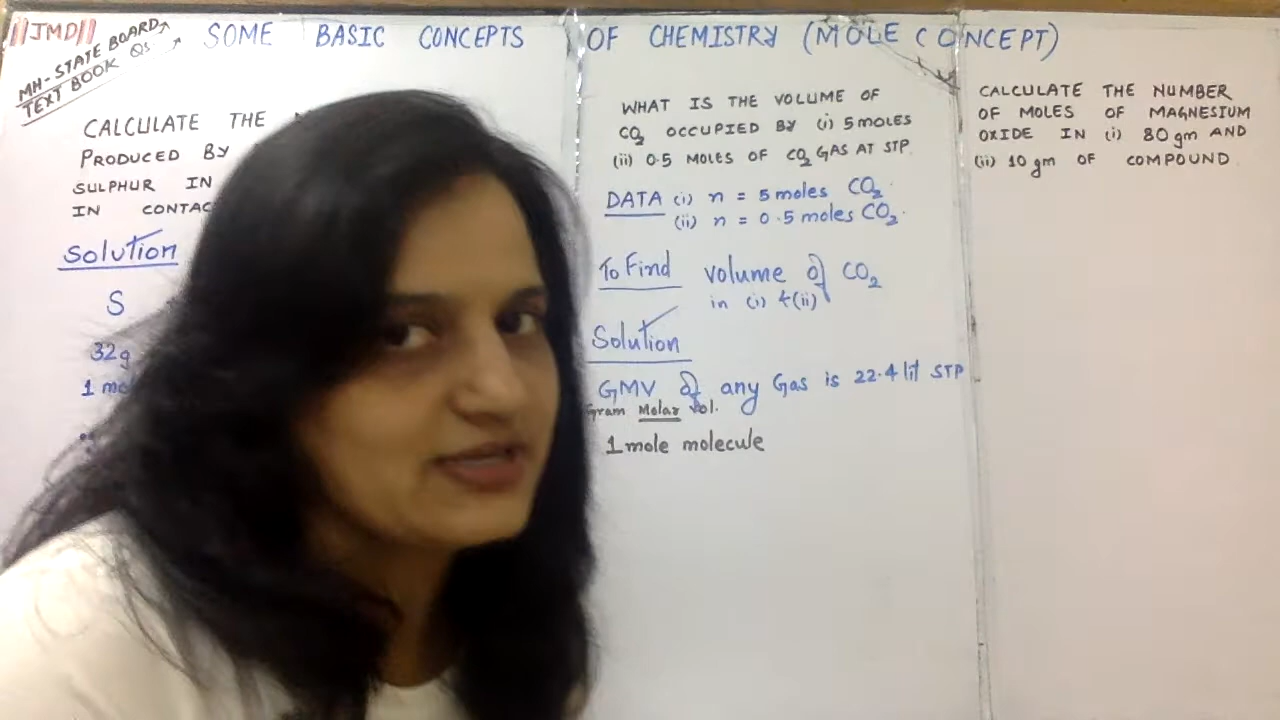 ||JMD||
MH-STATE BOARD
TEXT BOOK Qs
SOME BASIC CONCEPTS OF CHEMISTRY (MOLE CONCEPT)
CALCULATE THE
PRODUCED BY
SULPHUR IN
IN
Solution
S
32g
1
WHAT IS THE VOLUME OF
CO2 OCCUPIED BY (i) 5 MOLES
(ii) 0.5 MOLES OF CO2 GAS AT STP.
DATA (i) n = 5 moles CO2.
(ii) n = 0.5 moles CO2.
To Find volume of CO2
in (i) & (ii)
Solution
GMV of any Gas is 22.4 lit STP
Gram Molar Vol.
1 mole molecule
CALCULATE THE NUMBER
OF MOLES OF MAGNESIUM
OXIDE IN (i) 80 gm AND
(ii) 10 gm OF COMPOUND.